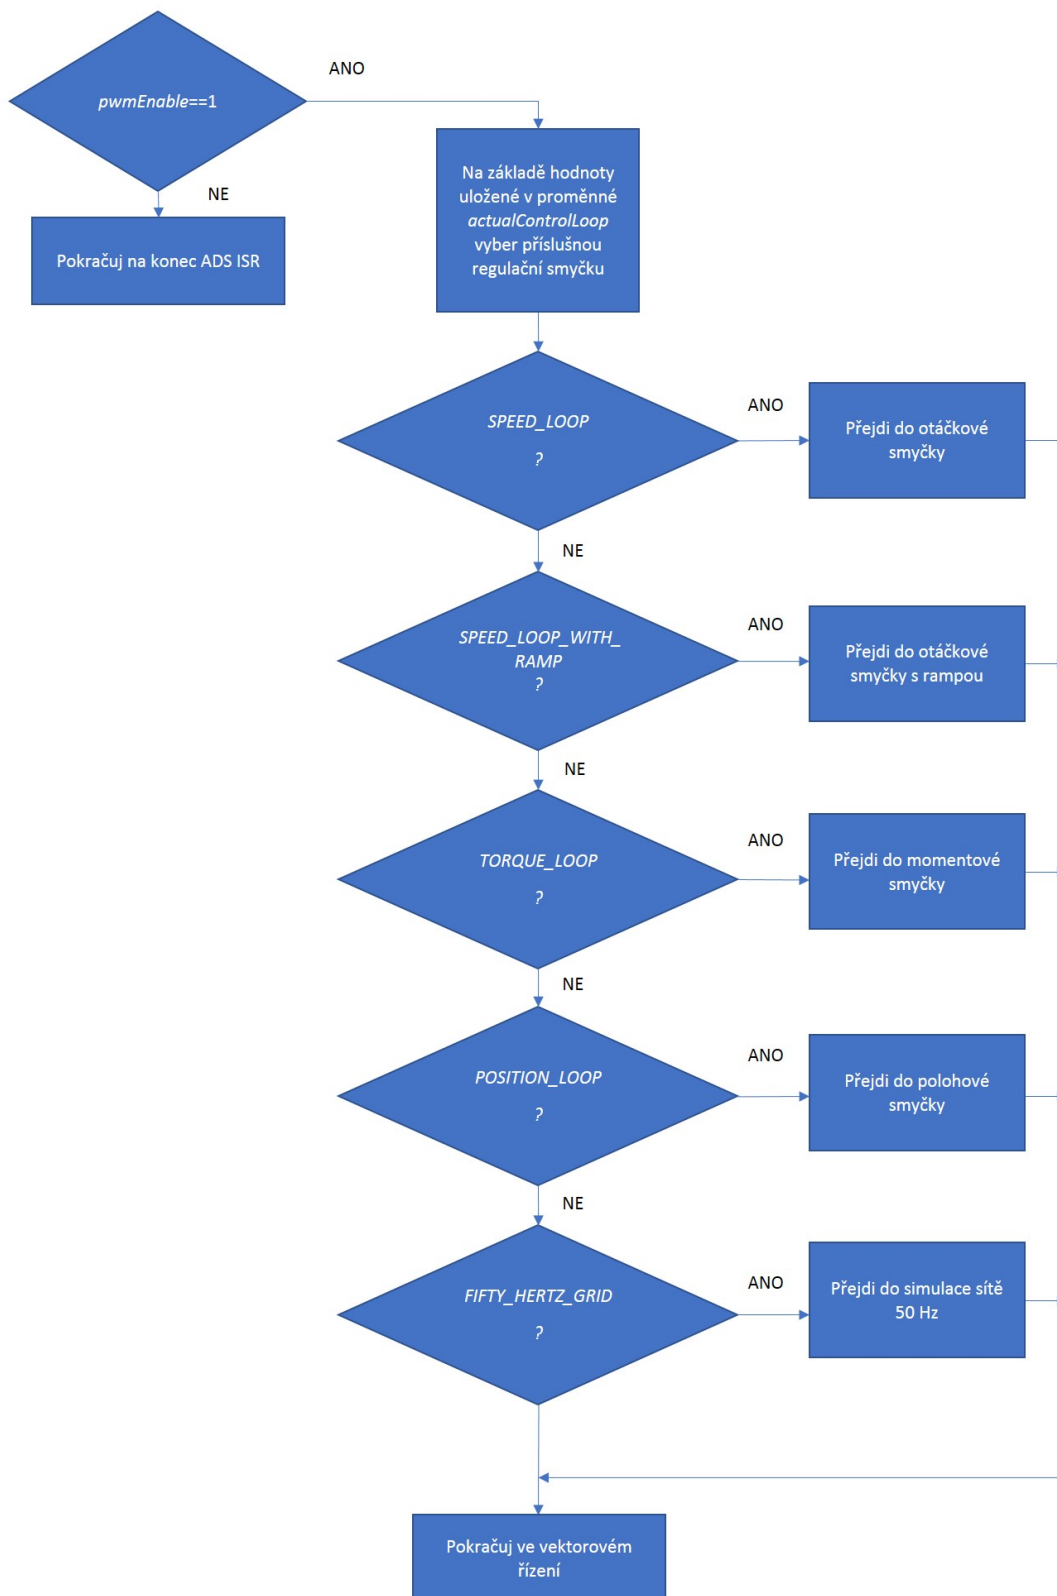 pwmEnable==1
ANO
NE
Pokračuj na konec ADS ISR
Na základě hodnoty
uložené v proměnné
actualControlLoop
vyber příslušnou
regulační smyčku
SPEED_LOOP
?
ANO
Přejdi do otáčkové
smyčky
NE
SPEED_LOOP_WITH_
RAMP
?
ANO
Přejdi do otáčkové
smyčky s rampou
NE
TORQUE_LOOP
?
ANO
Přejdi do momentové
smyčky
NE
POSITION_LOOP
?
ANO
Přejdi do polohové
smyčky
NE
FIFTY_HERTZ_GRID
?
ANO
Přejdi do simulace sítě
50 Hz
Pokračuj ve vektorovém
řízení